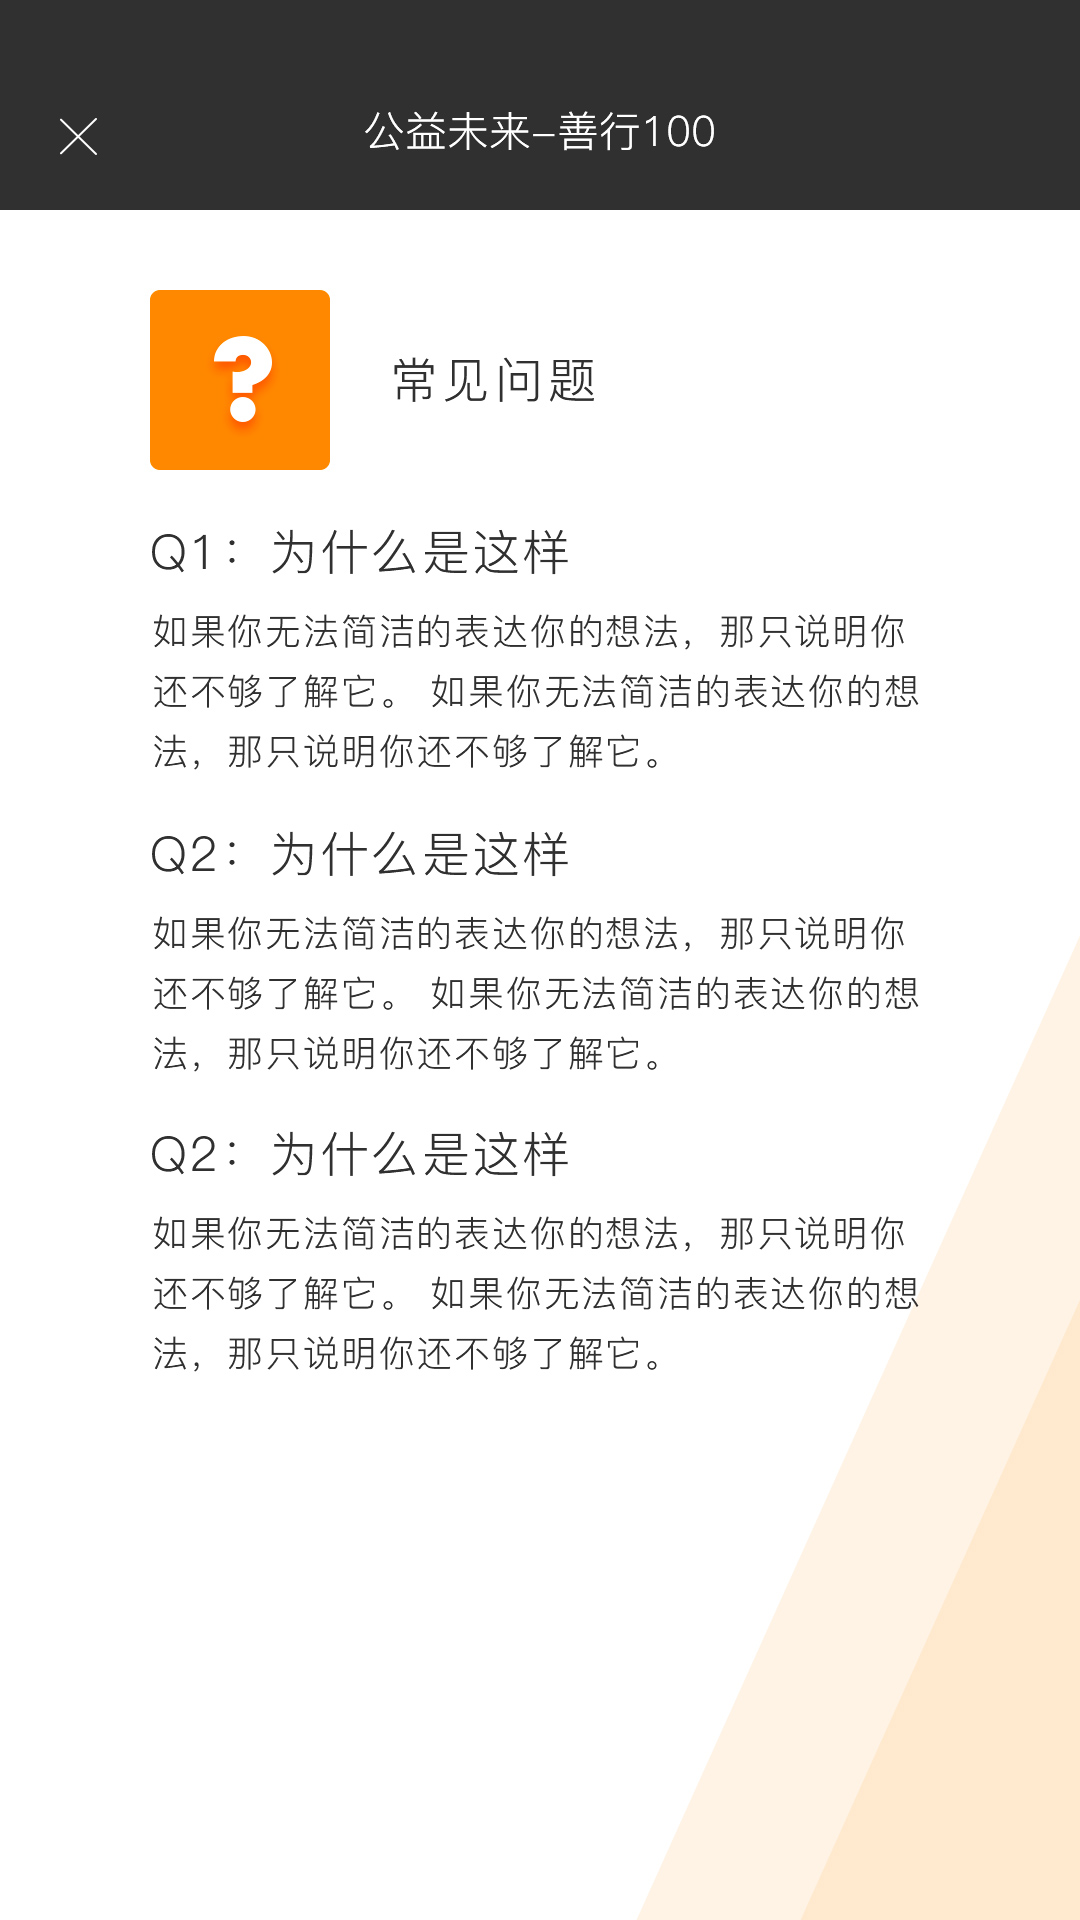 公益未来-善行100
?
常见问题
Q1：为什么是这样
如果你无法简洁的表达你的想法，那只说明你
还不够了解它。 如果你无法简洁的表达你的想
法，那只说明你还不够了解它。
Q2：为什么是这样
如果你无法简洁的表达你的想法，那只说明你
还不够了解它。 如果你无法简洁的表达你的想
法，那只说明你还不够了解它。
Q2：为什么是这样
如果你无法简洁的表达你的想法，那只说明你
还不够了解它。 如果你无法简洁的表达你的想
法，那只说明你还不够了解它。